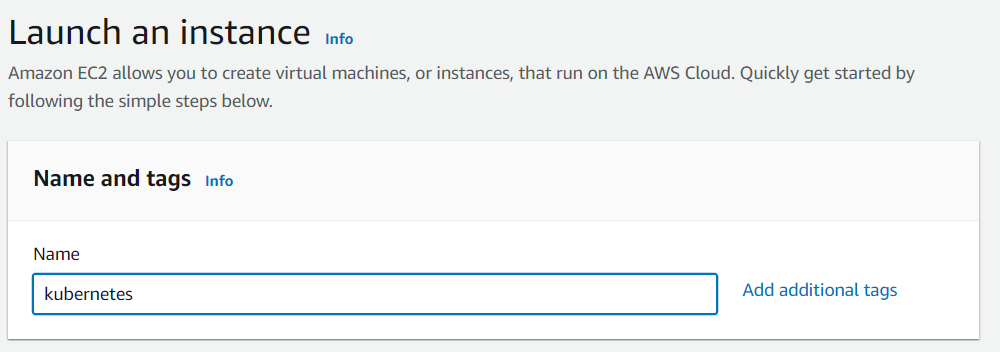 Launch an instance Info
Amazon EC2 allows you to create virtual machines, or instances, that run on the AWS Cloud. Quickly get started by
following the simple steps below.
Name and tags Info
Name
kubernetes Add additional tags